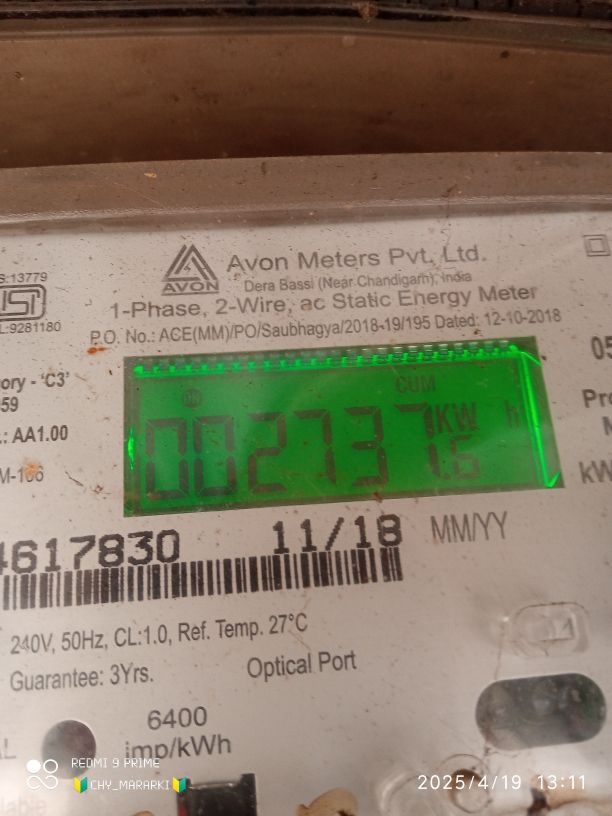 AVON
Avon Meters Pvt. Ltd.
Dera Bassi (Near Chandigarh), India
1-Phase, 2-Wire, ac Static Energy Meter
P.O. No.: ACE(MM)/PO/Saubhagya/2018-19/195 Dated: 12-10-2018
:13779
:9281180
ory - 'C3'
59
.: AA1.00
CUM
002737.6 KW h
05
Pro
M
kW
617830 11/18 MM/YY
240V, 50Hz, CL:1.0, Ref. Temp. 27°C
Guarantee: 3Yrs. Optical Port
6400
imp/kWh
REDMI 9 PRIME
CHY_MARARKI
2025/4/19 13:11